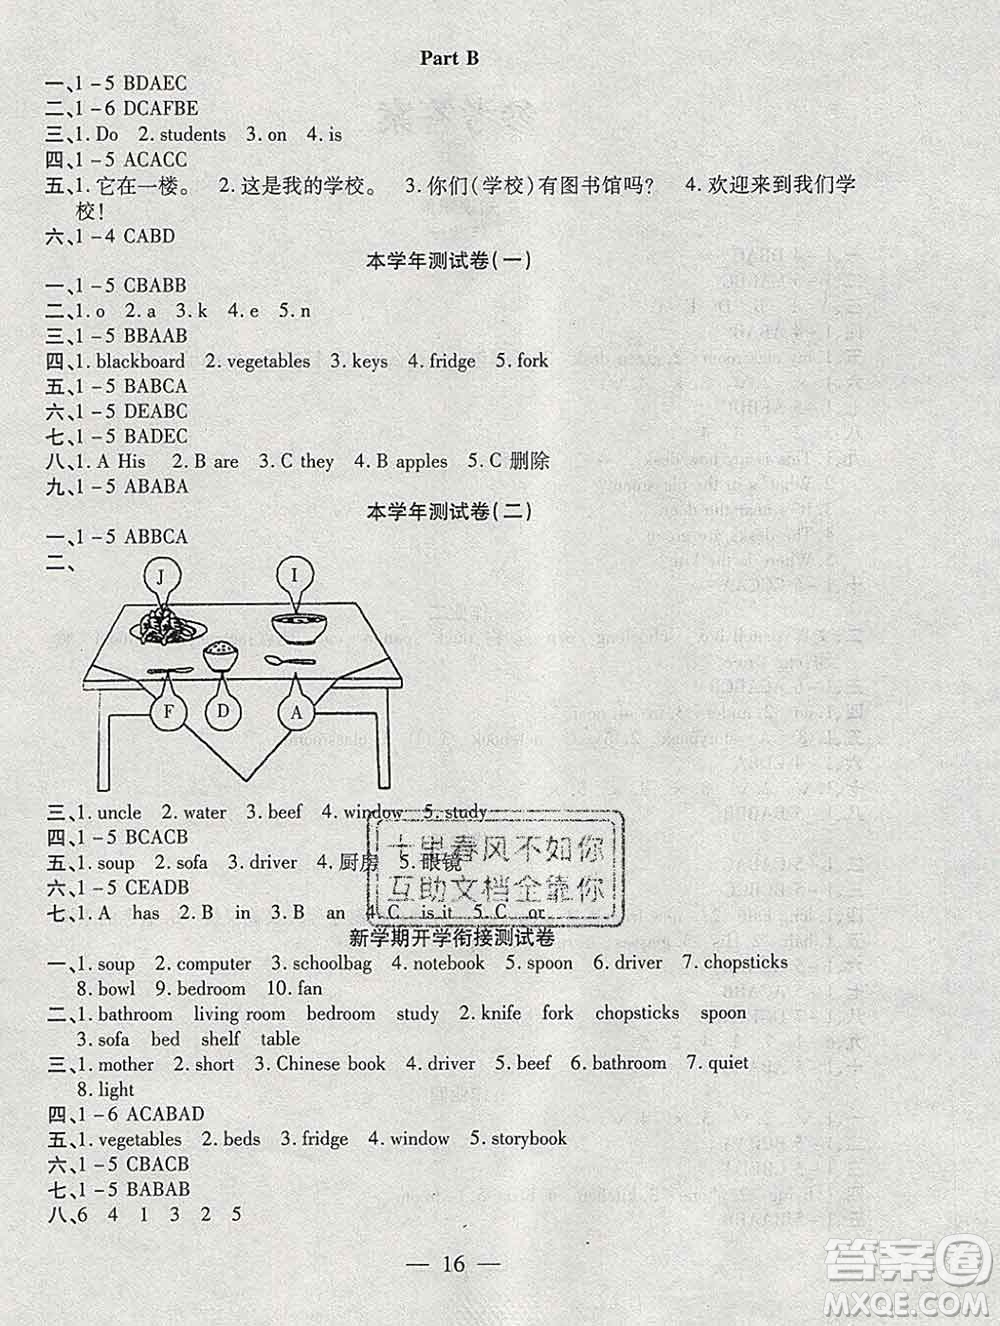 Part B
一、1-5 BDAEC
二、1-6 DCAFBE
三、1. Do 2. students 3. on 4. is
四、1-5 ACACC
五、1. 它在一楼。 2. 这是我的学校。 3. 你们(学校)有图书馆吗? 4. 欢迎来到我们学
校!
六、1-4 CABD
本学年测试卷(一)
一、1-5 CBABB
二、1. o 2. a 3. k 4. e 5. n
三、1-5 BBAAB
四、1. blackboard 2. vegetables 3. keys 4. fridge 5. fork
五、1-5 BABCA
六、1-5 DEABC
七、1-5 BADEC
八、1. A His 2. B are 3. C they 4. B apples 5. C 删除
九、1-5 ABABA
本学年测试卷(二)
一、1-5 ABBCA
二、
J I
F D A
三、1. uncle 2. water 3. beef 4. window 5. study
四、1-5 BCACB
五、1. soup 2. sofa 3. driver 4. 厨房 5. 眼镜
六、1-5 CEADB
七、1. A has 2. B in 3. B an 4. C is it 5. C or
十里春风不如你
互助文档全靠你
新学期开学衔接测试卷
一、1. soup 2. computer 3. schoolbag 4. notebook 5. spoon 6. driver 7. chopsticks
8. bowl 9. bedroom 10. fan
二、1. bathroom living room bedroom study 2. knife fork chopsticks spoon
3. sofa bed shelf table
三、1. mother 2. short 3. Chinese book 4. driver 5. beef 6. bathroom 7. quiet
8. light
四、1-6 ACABAD
五、1. vegetables 2. beds 3. fridge 4. window 5. storybook
六、1-5 CBACB
七、1-5 BABAB
八、6 4 1 3 2 5
— 16 —
答案圈
MXQE.COM